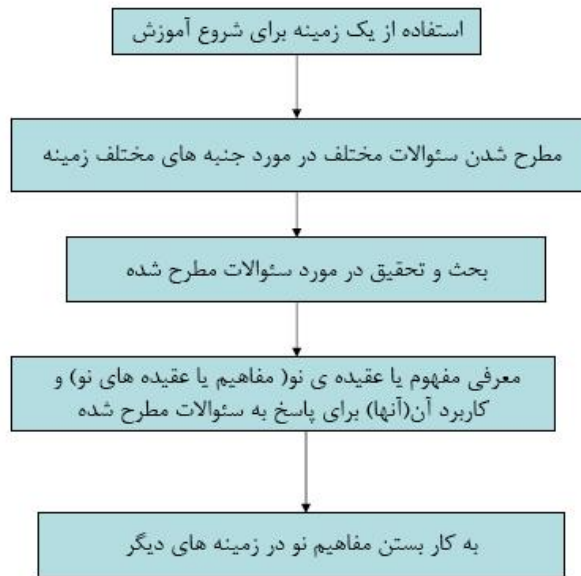 استفاده از یک زمینه برای شروع آموزش
مطرح شدن سئوالات مختلف در مورد جنبه های مختلف زمینه
بحث و تحقیق در مورد سئوالات مطرح شده
معرفی مفهوم یا عقیده ی نو( مفاهیم یا عقیده های نو) و
کاربرد آن(آنها) برای پاسخ به سئوالات مطرح شده
به کار بستن مفاهیم نو در زمینه های دیگر